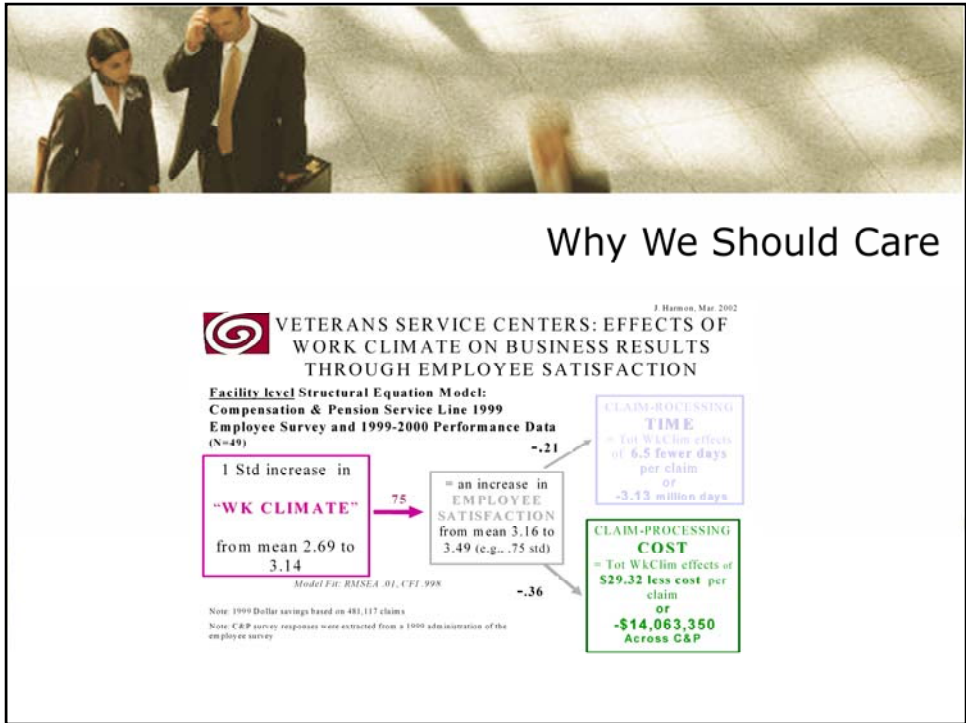 Why We Should Care
J. Harmon, Mar. 2002
VETERANS SERVICE CENTERS: EFFECTS OF
WORK CLIMATE ON BUSINESS RESULTS
THROUGH EMPLOYEE SATISFACTION
Facility level Structural Equation Model:
Compensation & Pension Service Line 1999
Employee Survey and 1999-2000 Performance Data
(N=49)
1 Std increase in
“WK CLIMATE”
from mean 2.69 to
3.14
75
-.21
= an increase in
EMPLOYEE
SATISFACTION
from mean 3.16 to
3.49 (e.g.. .75 std)
-.36
CLAIM-ROCESSING
TIME
= Tot WkClim effects
of 6.5 fewer days
per claim
or
-3.13 million days
CLAIM-PROCESSING
COST
= Tot WkClim effects of
$29.32 less cost per
claim
or
-$14,063,350
Across C&P
Model Fit: RMSEA .01, CFI .998
Note: 1999 Dollar savings based on 481,117 claims
Note: C&P survey responses were extracted from a 1999 administration of the
employee survey